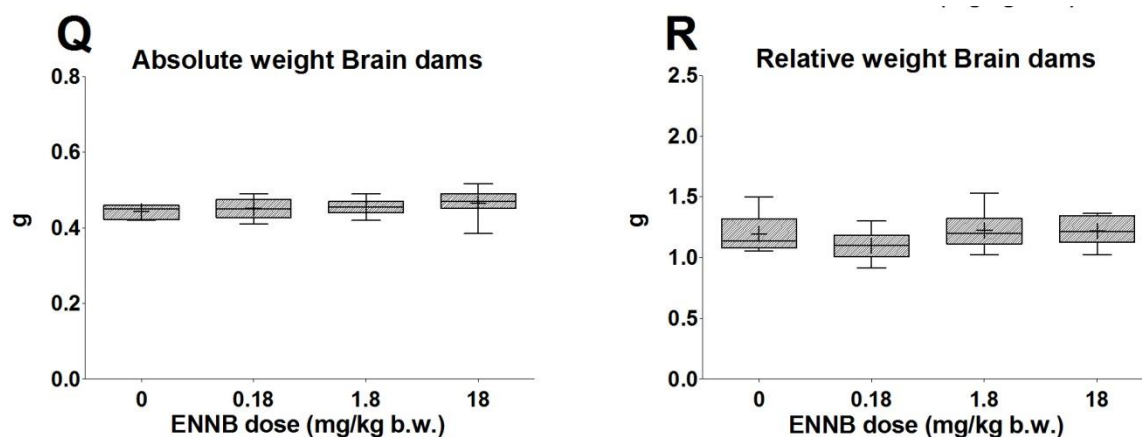 Q
Absolute weight Brain dams
0.8
0.6
0.4
0.2
0.0
g
0 0.18 1.8 18
ENNB dose (mg/kg b.w.)
R
Relative weight Brain dams
2.5
2.0
1.5
1.0
0.5
0.0
g
0 0.18 1.8 18
ENNB dose (mg/kg b.w.)